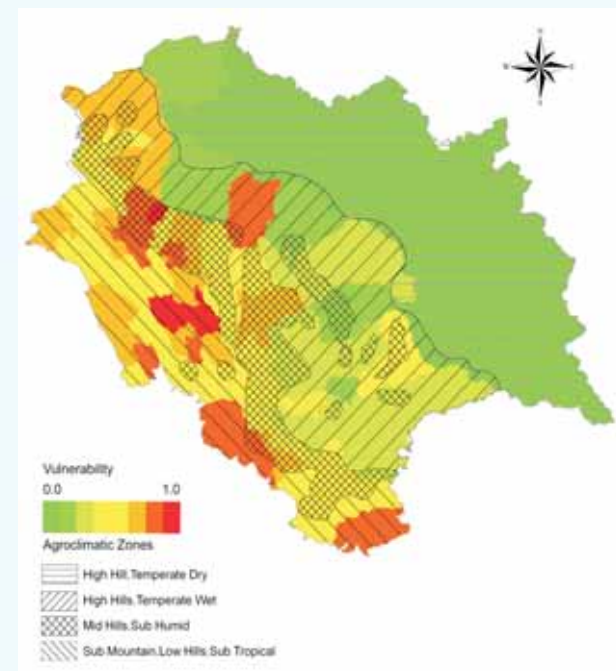 Vulnerability
0.0 1.0
Agroclimatic Zones
High Hill.Temperate Dry
High Hills.Temperate Wet
Mid Hills.Sub Humid
Sub Mountain.Low Hills.Sub Tropical